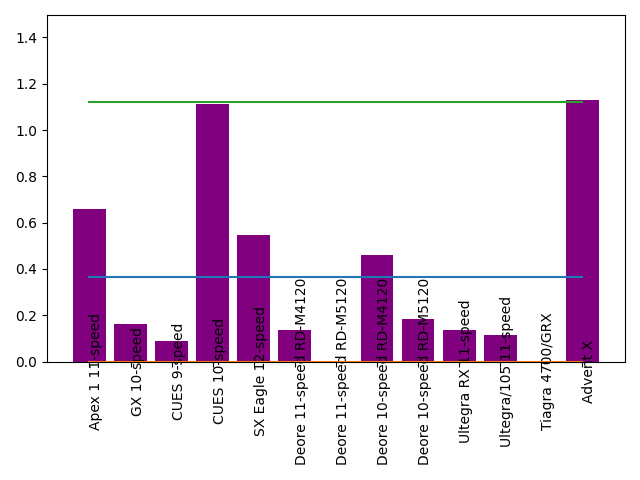 1.4
1.2
1.0
0.8
0.6
0.4
0.2
0.0
Apex 1 11-speed
GX 10-speed
CUES 9-speed
CUES 10-speed
SX Eagle 12-speed
Deore 11-speed RD-M4120
Deore 11-speed RD-M5120
Deore 10-speed RD-M4120
Deore 10-speed RD-M5120
Ultegra RX 11-speed
Ultegra/105 11-speed
Tiagra 4700/GRX
Advent X